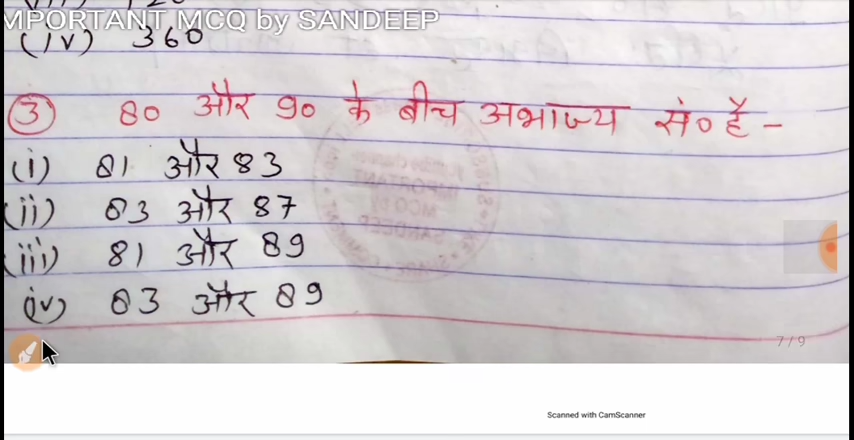 IMPORTANT MCQ by SANDEEP
(iv) 360
③ 80 और 90 के बीच अभाज्य सं० है -
(i) 81 और 83
(ii) 83 और 87
(iii) 81 और 89
(iv) 83 और 89
7 / 9
Scanned with CamScanner